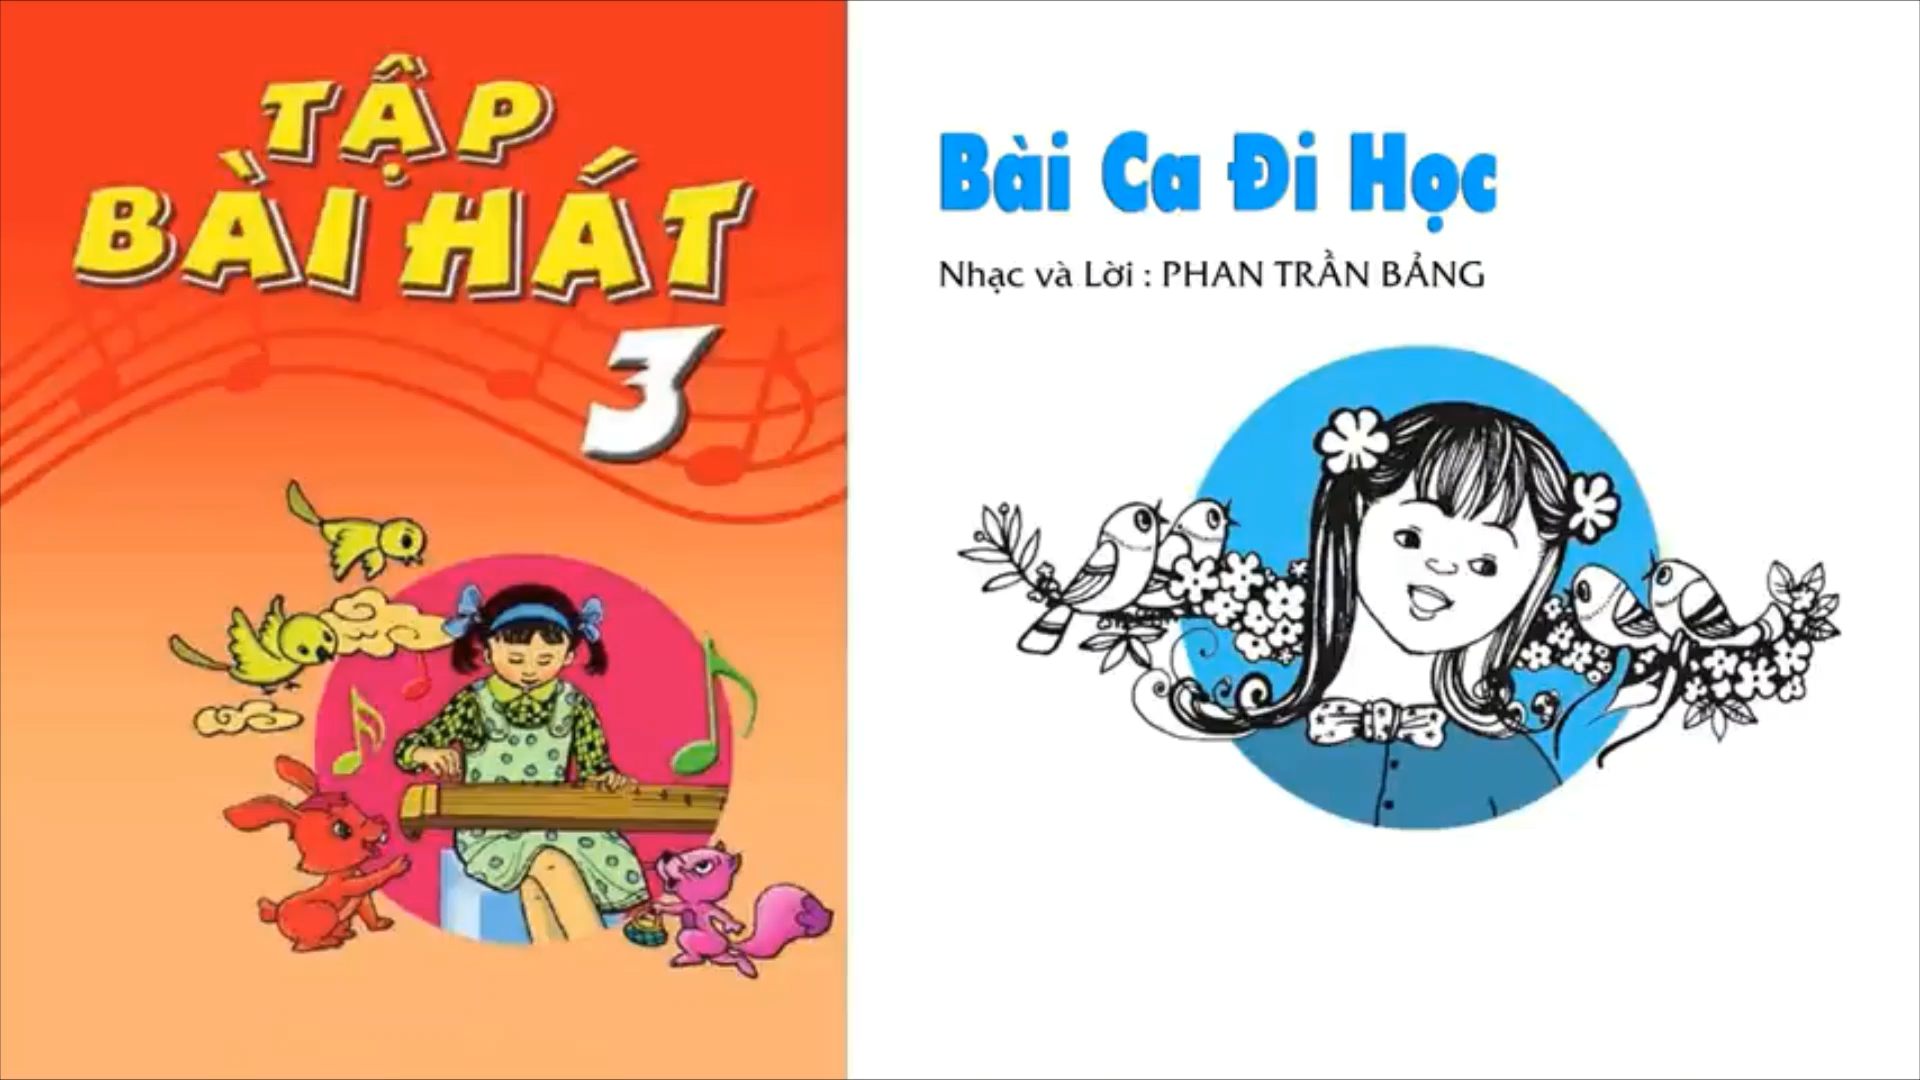 TẬP
BÀI HÁT
3
Bài Ca Đi Học
Nhạc và Lời : PHAN TRẦN BẢNG